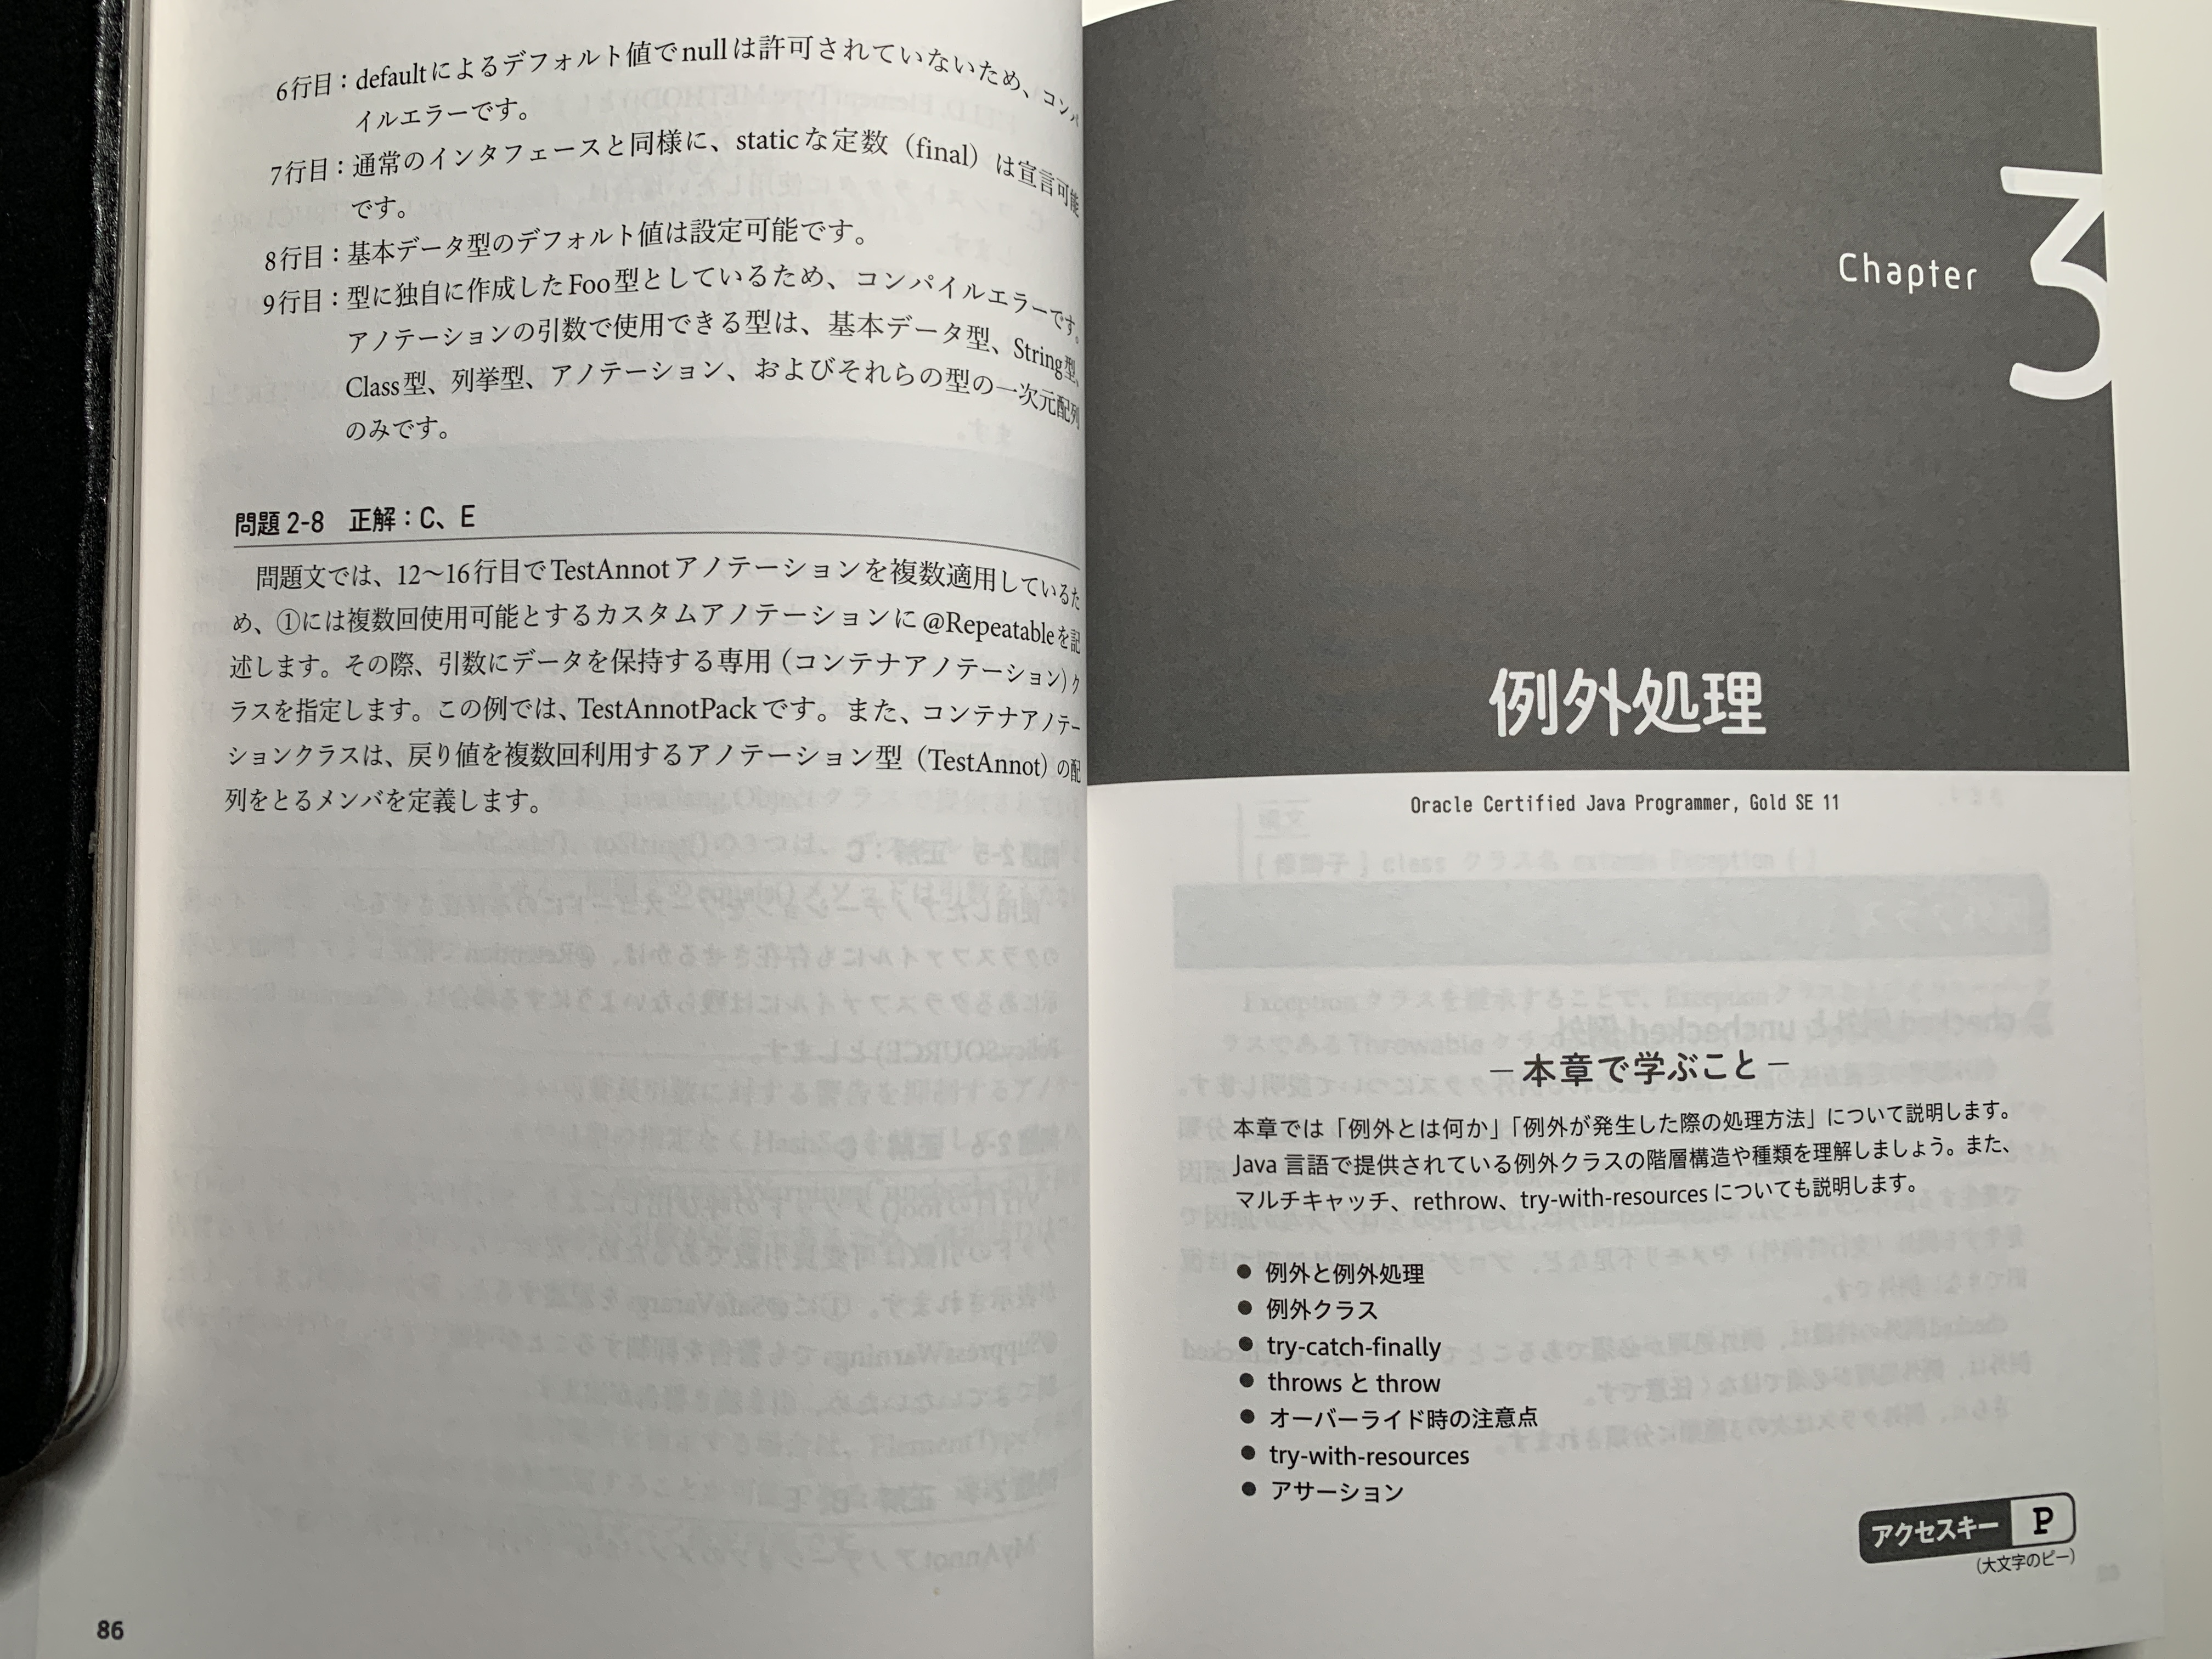 6行目：defaultによるデフォルト値でnullは許可されていないため、コンパ
イルエラーです。
7行目：通常のインタフェースと同様に、staticな定数（final）は宣言可能
です。
8行目：基本データ型のデフォルト値は設定可能です。
9行目：型に独自に作成したFoo型としているため、コンパイルエラーです。
アノテーションの引数で使用できる型は、基本データ型、String型、
Class型、列挙型、アノテーション、およびそれらの型の一次元配列
のみです。
問題 2-8　正解：C、E
問題文では、12～16行目でTestAnnotアノテーションを複数適用しているた
め、①には複数回使用可能とするカスタムアノテーションに@Repeatableを記
述します。その際、引数にデータを保持する専用（コンテナアノテーション）ク
ラスを指定します。この例では、TestAnnotPackです。また、コンテナアノテー
ションクラスは、戻り値を複数回利用するアノテーション型（TestAnnot）の配
列をとるメンバを定義します。
86
Chapter 3
例外処理
Oracle Certified Java Programmer, Gold SE 11
― 本章で学ぶこと ―
本章では「例外とは何か」「例外が発生した際の処理方法」について説明します。
Java 言語で提供されている例外クラスの階層構造や種類を理解しましょう。また、
マルチキャッチ、rethrow、try-with-resources についても説明します。
● 例外と例外処理
● 例外クラス
● try-catch-finally
● throws と throw
● オーバーライド時の注意点
● try-with-resources
● アサーション
アクセスキー P
（大文字のピー）